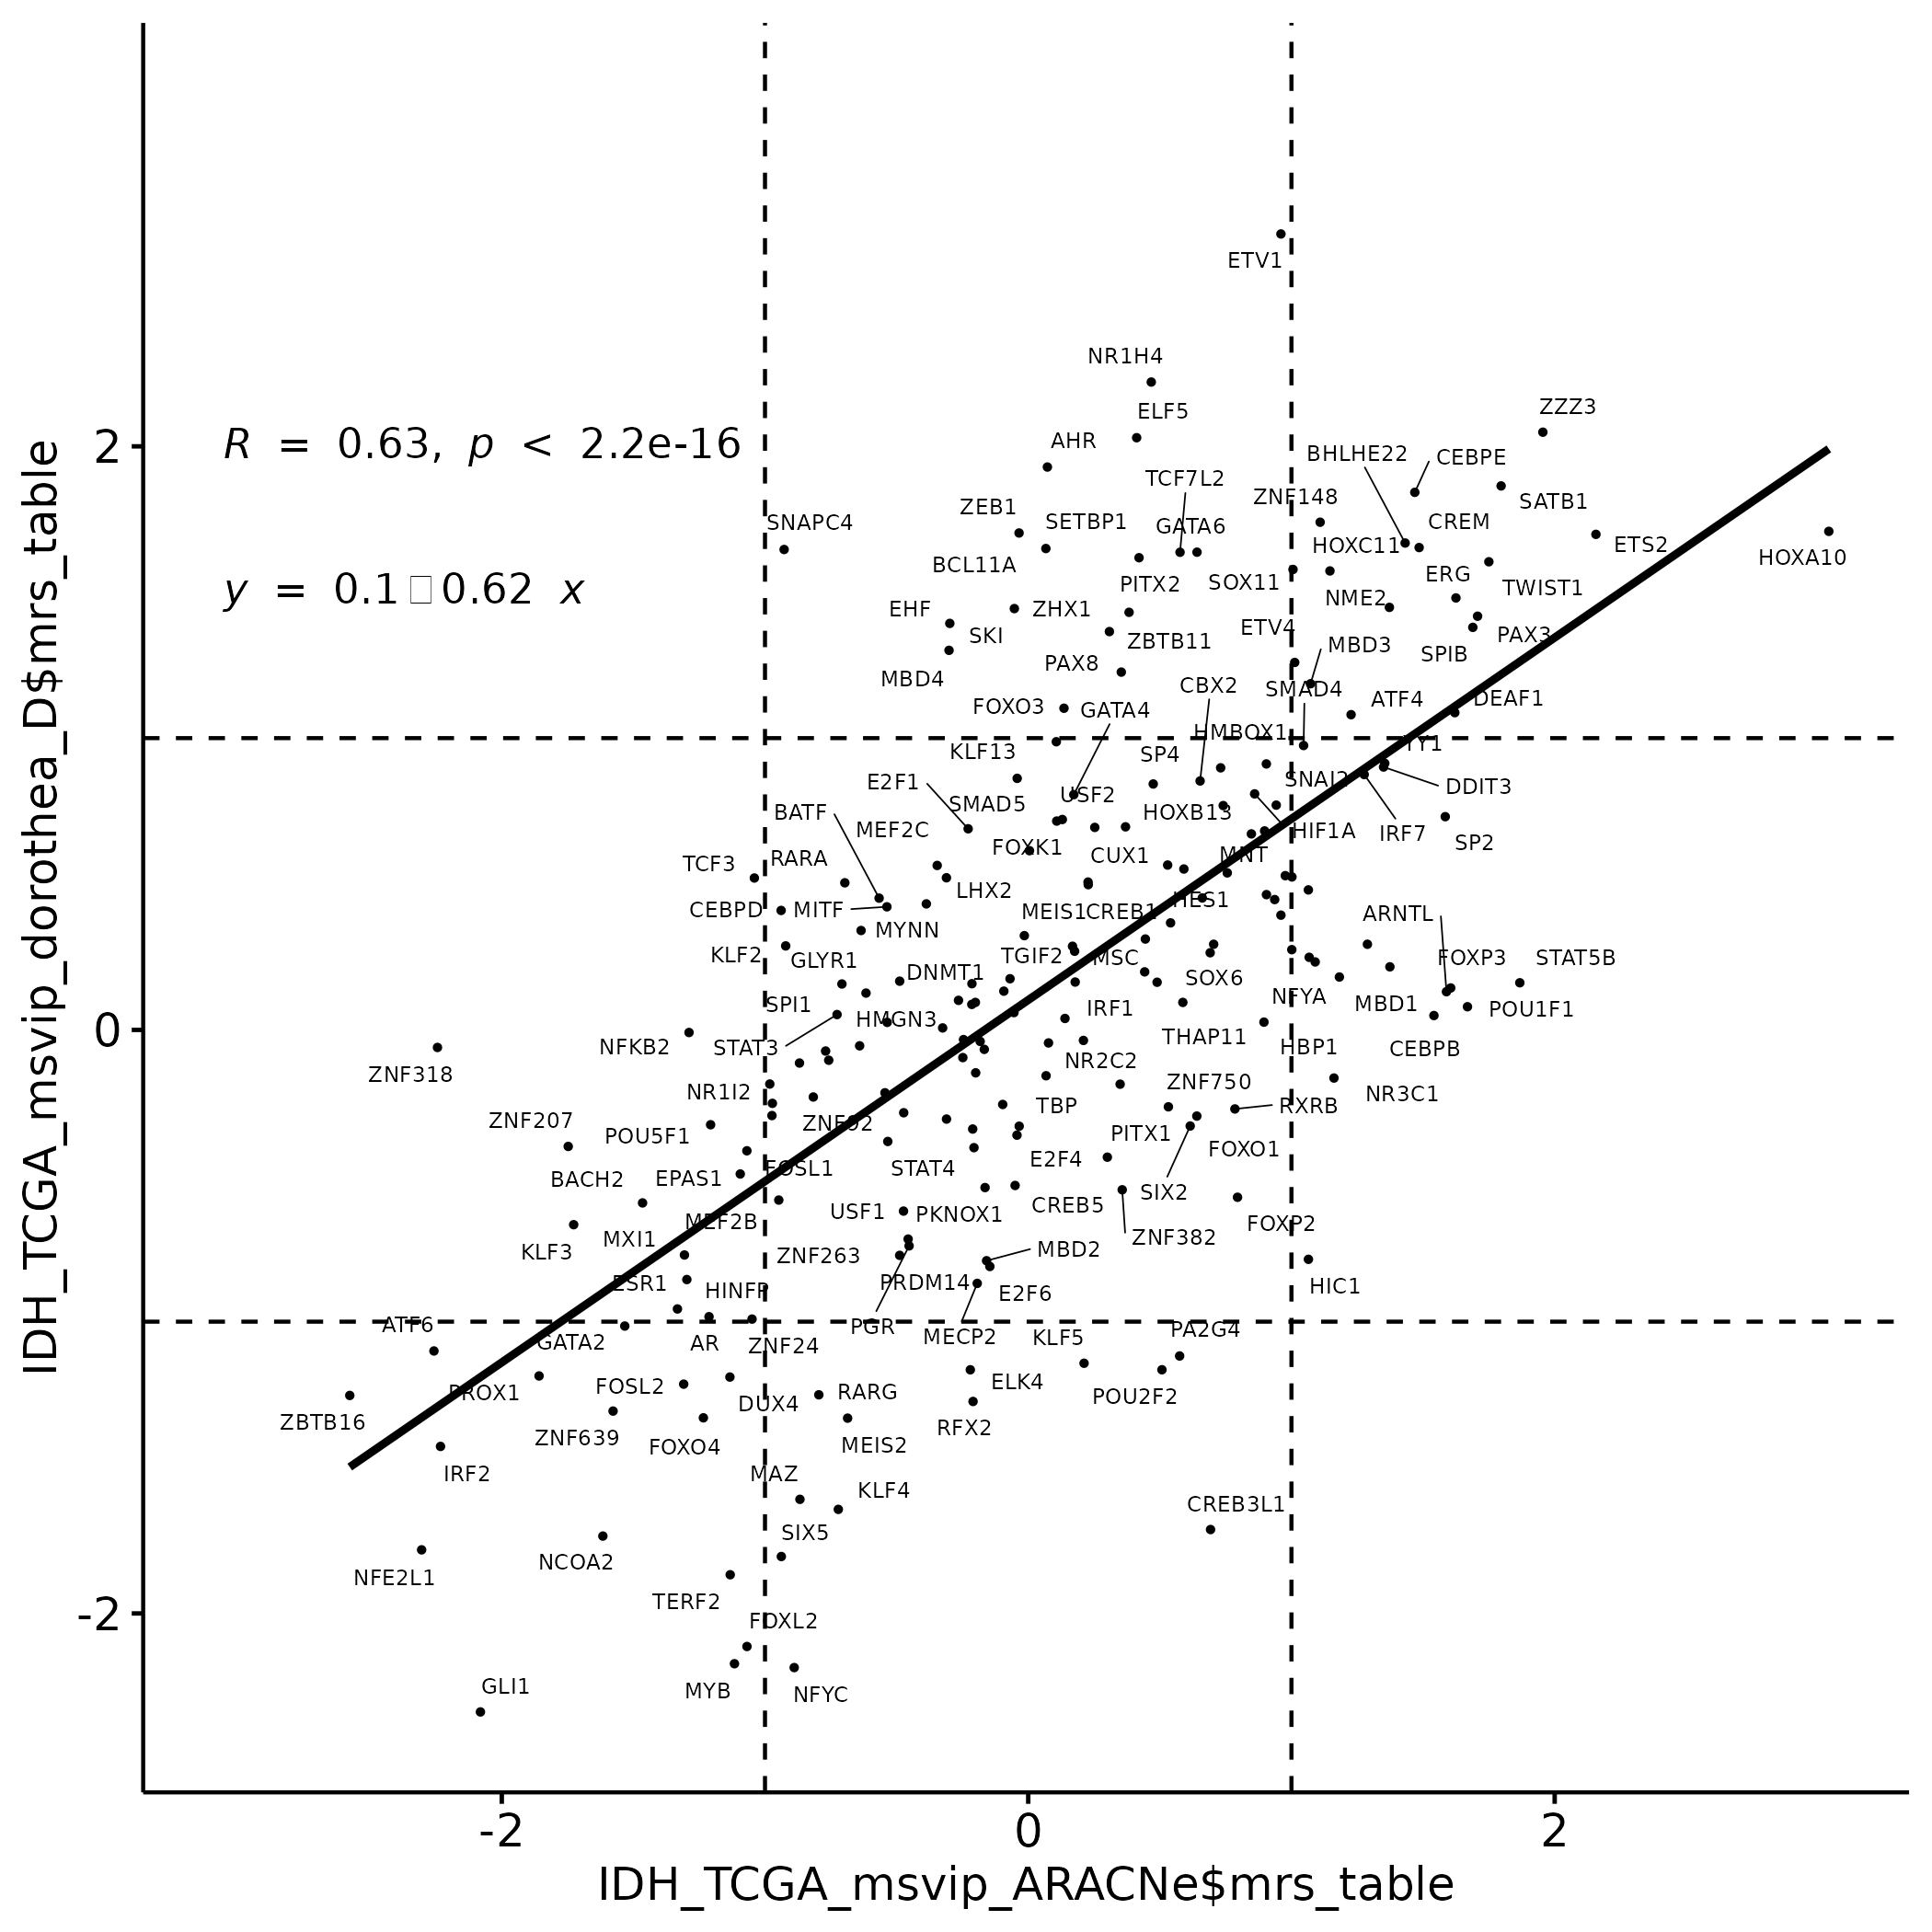 ETV1
NR1H4
ELF5
ZZZ3
AHR
2
R = 0.63, p < 2.2e-16
BHLHE22
CEBPE
TCF7L2
ZNF148
SATB1
ZEB1
SETBP1
GATA6
CREM
SNAPC4
HOXC11
ETS2
HOXA10
BCL11A
PITX2
SOX11
ERG
TWIST1
y = 0.1□0.62 x
NME2
EHF
ZHX1
ETV4
SKI
ZBTB11
PAX3
MBD3
SPIB
PAX8
MBD4
CBX2
SMAD4
ATF4
DEAF1
FOXO3
GATA4
HMBOX1
YY1
KLF13
SP4
SNAI2
E2F1
DDIT3
SMAD5
USF2
BATF
HOXB13
MEF2C
HIF1A
IRF7
SP2
FOXK1
CUX1
MNT
TCF3
RARA
LHX2
HES1
CEBPD
MITF
MEIS1
CREB1
ARNTL
MYNN
KLF2
GLYR1
TGIF2
MSC
FOXP3
STAT5B
DNMT1
SOX6
SPI1
NFYA
MBD1
IRF1
POU1F1
HMGN3
0
NFKB2
STAT3
THAP11
HBP1
CEBPB
ZNF318
NR2C2
NR1I2
ZNF750
NR3C1
TBP
RXRB
ZNF207
ZNF92
POU5F1
PITX1
FOXO1
E2F4
BACH2
EPAS1
FOSL1
STAT4
SIX2
CREB5
USF1
PKNOX1
MEF2B
FOXP2
MXI1
ZNF382
KLF3
ZNF263
MBD2
ESR1
HINFP
PRDM14
E2F6
HIC1
ATF6
PGR
PA2G4
GATA2
AR
ZNF24
MECP2
KLF5
PROX1
FOSL2
RARG
ELK4
POU2F2
DUX4
ZBTB16
ZNF639
FOXO4
MEIS2
RFX2
IRF2
MAZ
KLF4
CREB3L1
SIX5
NCOA2
NFE2L1
TERF2
-2
FOXL2
GLI1
MYB
NFYC
-2 0 2
IDH_TCGA_msvip_ARACNe$mrs_table
IDH_TCGA_msvip_dorothea_D$mrs_table